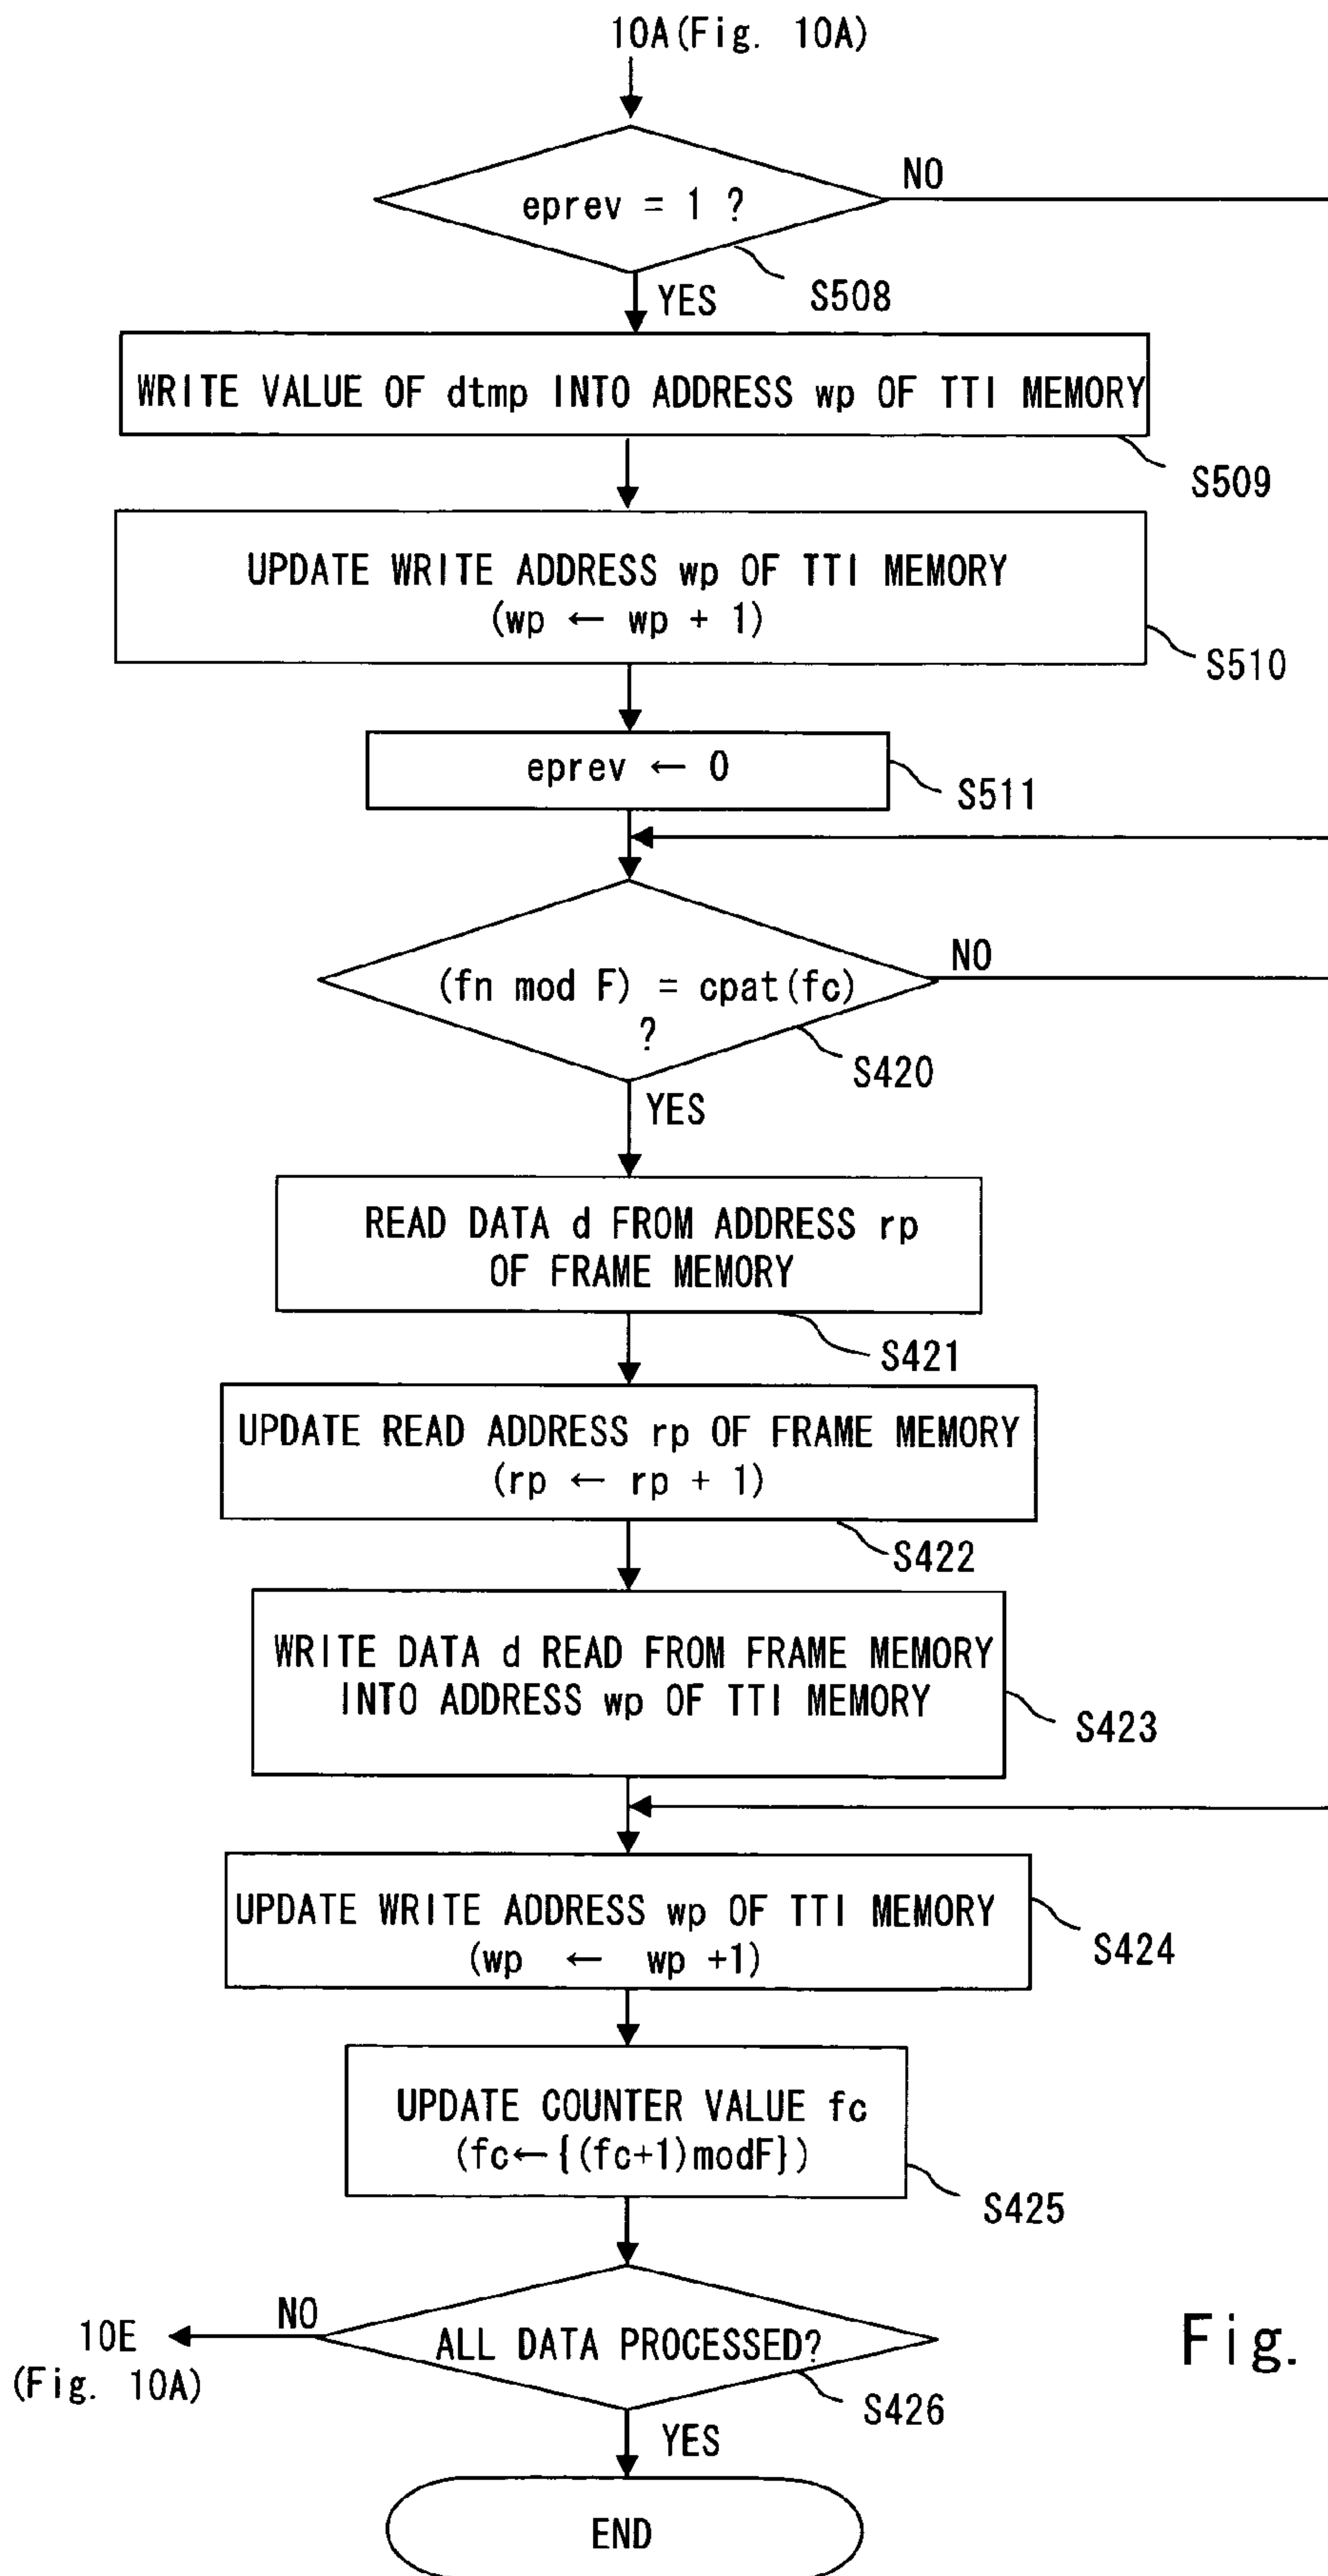 10A(Fig. 10A)
eprev = 1 ?
NO
S508
YES
WRITE VALUE OF dtmp INTO ADDRESS wp OF TTI MEMORY
S509
UPDATE WRITE ADDRESS wp OF TTI MEMORY
(wp ← wp + 1)
S510
eprev ← 0
S511
(fn mod F) = cpat(fc)
?
NO
S420
YES
READ DATA d FROM ADDRESS rp
OF FRAME MEMORY
S421
UPDATE READ ADDRESS rp OF FRAME MEMORY
(rp ← rp + 1)
S422
WRITE DATA d READ FROM FRAME MEMORY
INTO ADDRESS wp OF TTI MEMORY
S423
UPDATE WRITE ADDRESS wp OF TTI MEMORY
(wp ← wp +1)
S424
UPDATE COUNTER VALUE fc
(fc←{(fc+1)modF})
S425
NO
10E
(Fig. 10A)
ALL DATA PROCESSED?
Fig.
S426
YES
END